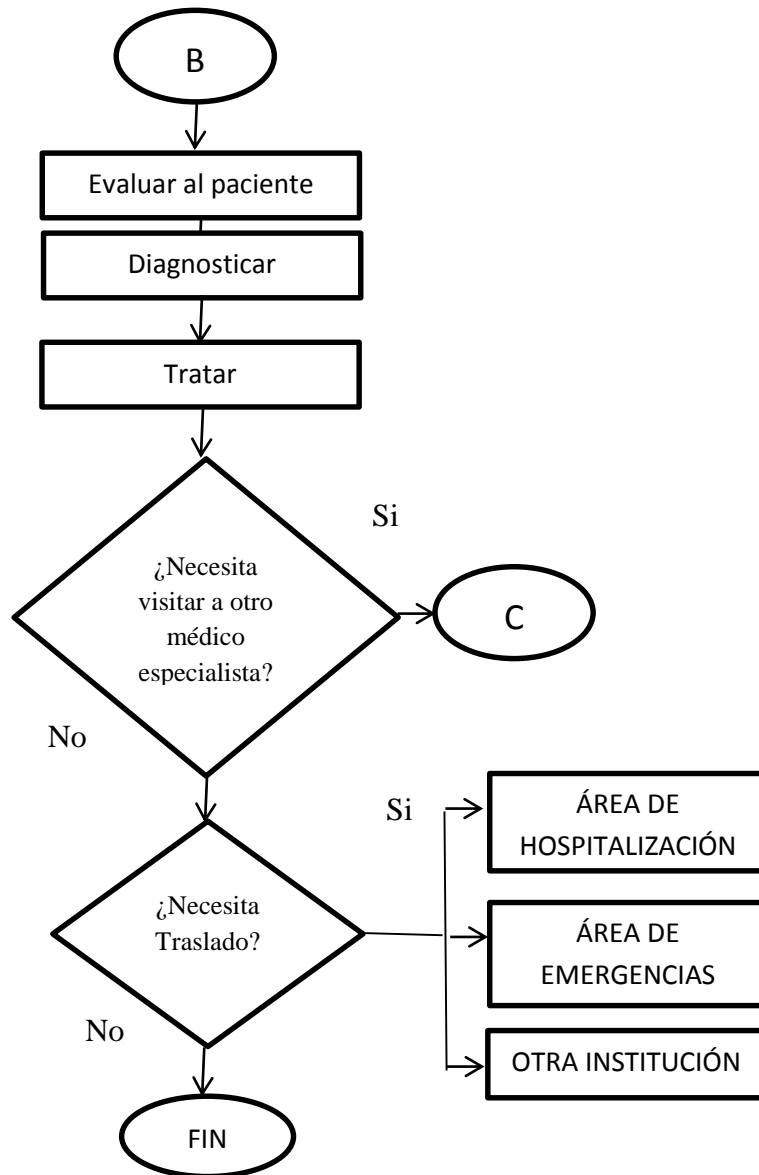 B
Evaluar al paciente
Diagnosticar
Tratar
Si
¿Necesita
visitar a otro
médico
especialista?
C
No
Si
ÁREA DE
HOSPITALIZACIÓN
¿Necesita
Traslado?
ÁREA DE
EMERGENCIAS
No
OTRA INSTITUCIÓN
FIN